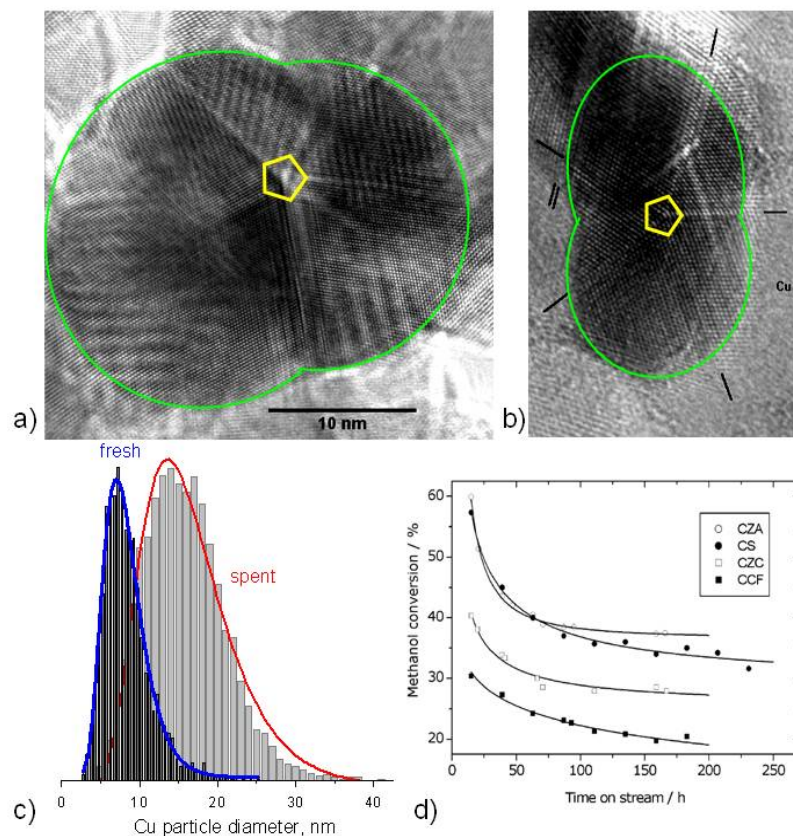 a)
10 nm
b)
Cu
fresh
spent
0 10 20 30 40
Cu particle diameter, nm
c)
60
50
40
30
20
Methanol conversion / %
CZA
CS
CZC
CCF
0 50 100 150 200 250
Time on stream / h
d)